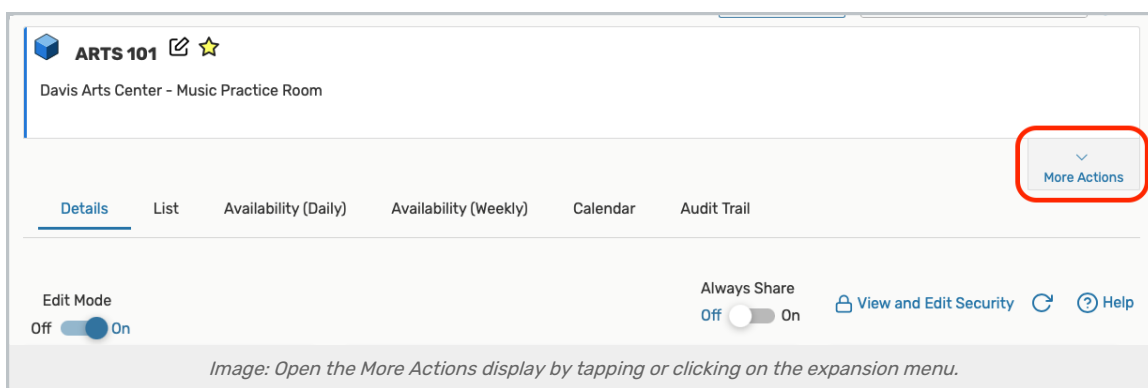 ARTS 101
Davis Arts Center - Music Practice Room
More Actions
Details List Availability (Daily) Availability (Weekly) Calendar Audit Trail
Edit Mode
Off On
Always Share
Off On
View and Edit Security
Help
Image: Open the More Actions display by tapping or clicking on the expansion menu.